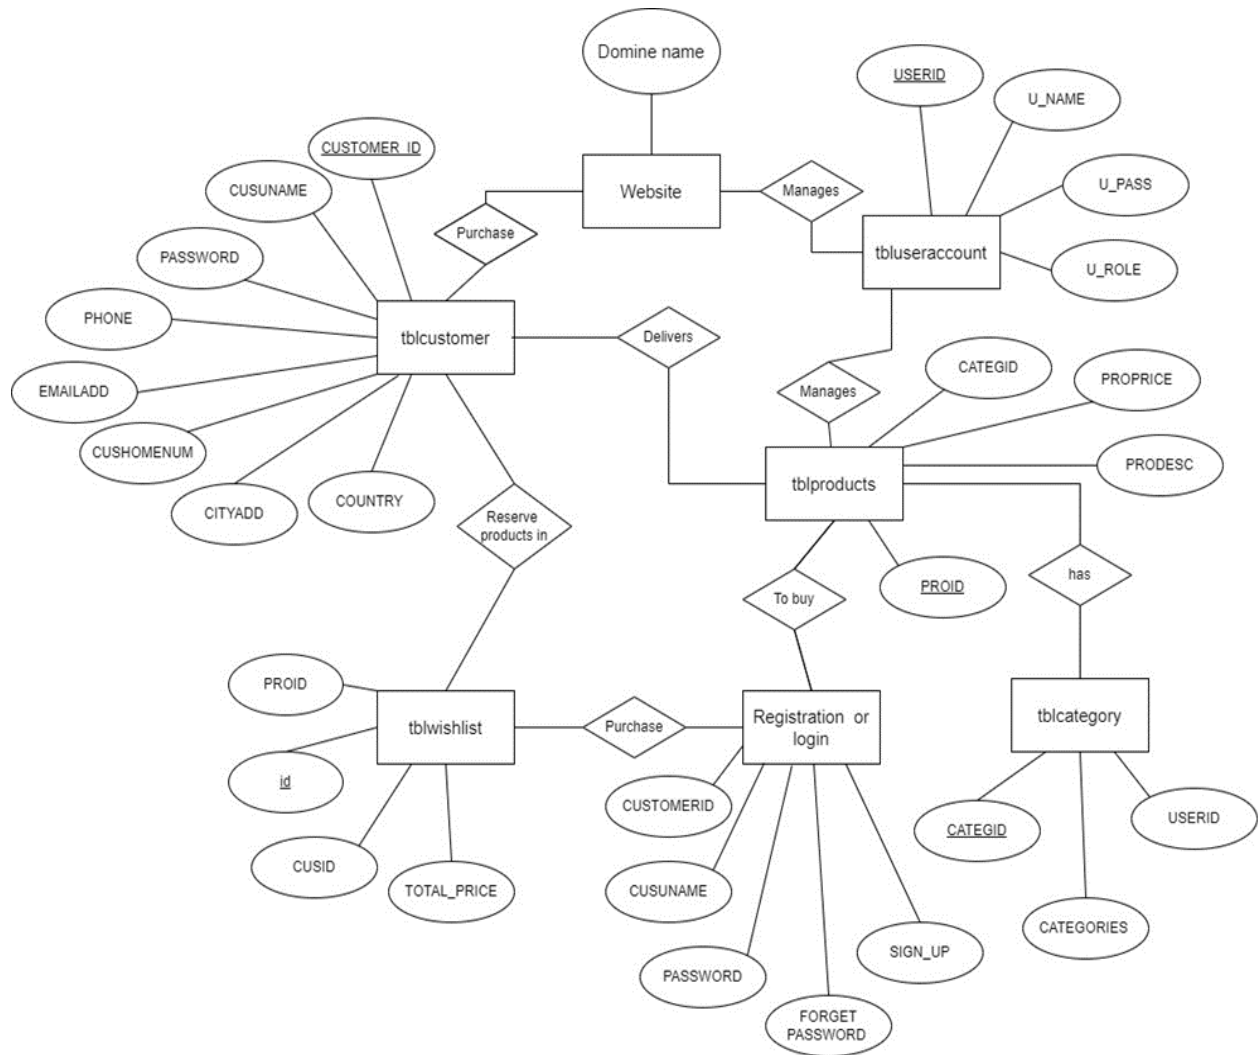 Domine name
USERID
U_NAME
CUSTOMER_ID
CUSUNAME
Website
Manages
U_PASS
Purchase
PASSWORD
tbluseraccount
U_ROLE
PHONE
tblcustomer
Delivers
CATEGID
PROPRICE
EMAILADD
Manages
CUSHOMENUM
PRODESC
tblproducts
CITYADD
COUNTRY
Reserve
products in
To buy
PROID
has
PROID
tblwishlist
Purchase
Registration or
login
tblcategory
id
CUSTOMERID
CATEGID
USERID
CUSID
TOTAL_PRICE
CUSUNAME
CATEGORIES
SIGN_UP
PASSWORD
FORGET
PASSWORD